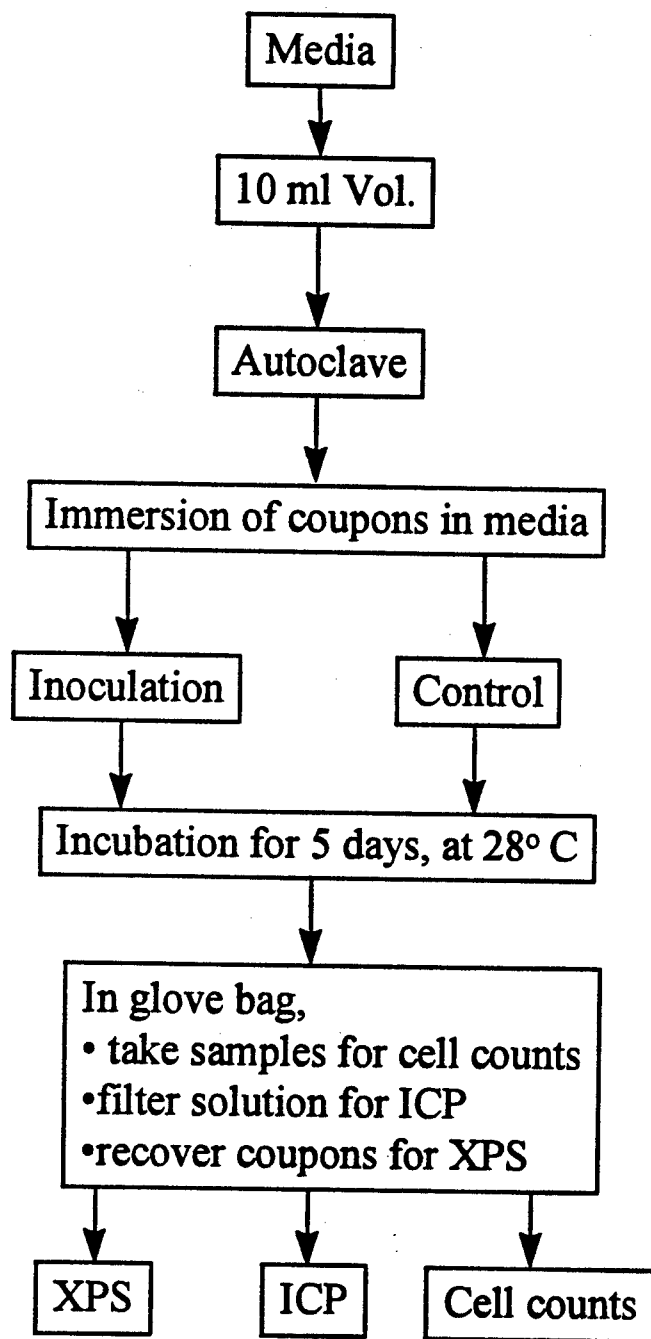 Media
10 ml Vol.
Autoclave
Immersion of coupons in media
Inoculation
Control
Incubation for 5 days, at 28º C
In glove bag,
• take samples for cell counts
•filter solution for ICP
•recover coupons for XPS
XPS
ICP
Cell counts